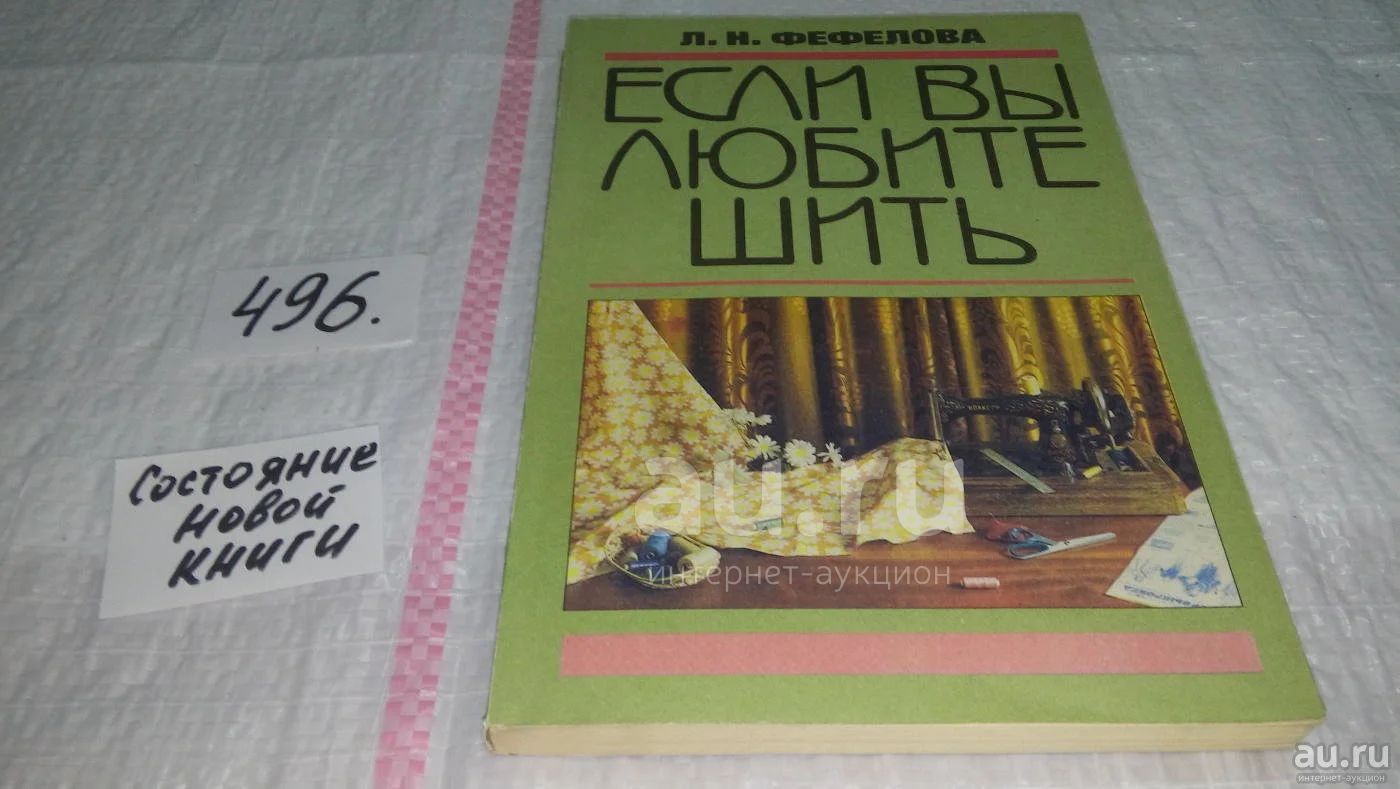 Л. Н. ФЕФЕЛОВА
ЕСЛИ ВЫ
ЛЮБИТЕ
ШИТЬ
496.
Состояние
новой
книги
au.ru
интернет-аукцион
au.ru
интернет-аукцион